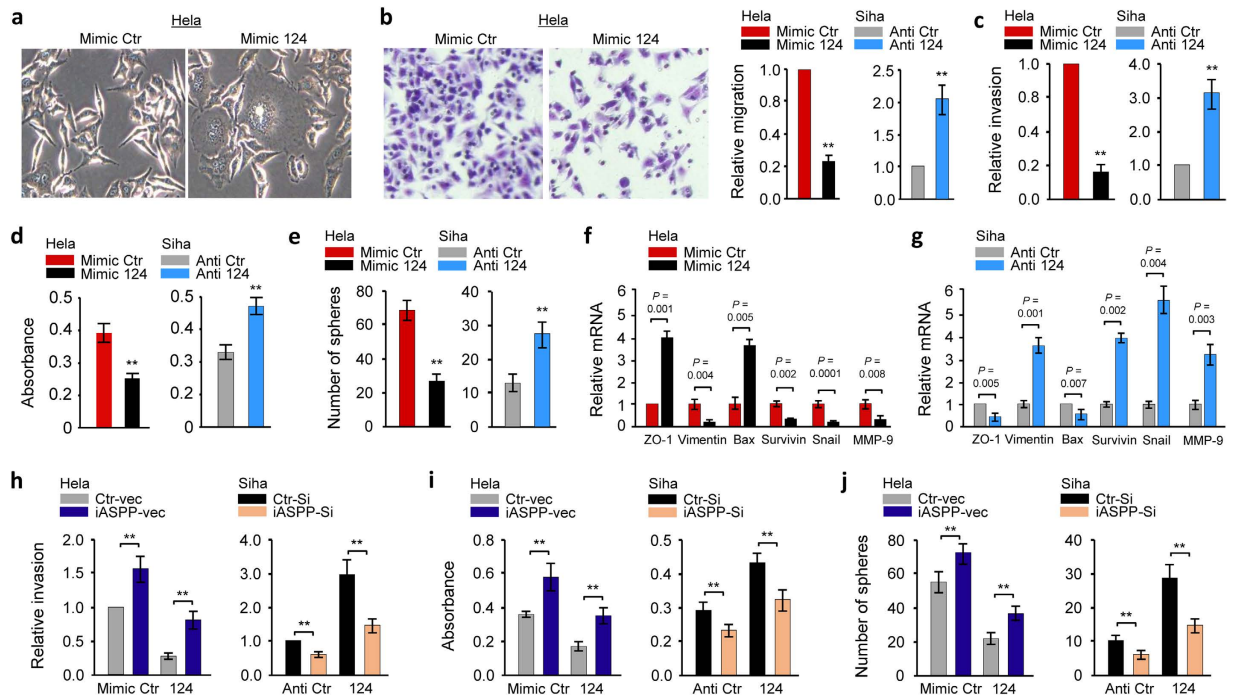 a
Hela
Mimic Ctr
Mimic 124
b
Hela
Mimic Ctr
Mimic 124
Hela
Mimic Ctr
Mimic 124
Siha
Anti Ctr
Anti 124
Relative migration
1.0
0.8
0.6
0.4
0.2
0.0
**
2.5
2.0
1.5
1.0
0.5
0.0
**
c
Hela
Mimic Ctr
Mimic 124
Siha
Anti Ctr
Anti 124
Relative invasion
1.0
0.8
0.6
0.4
0.2
0.0
**
4.0
3.0
2.0
1.0
0.0
**
d
Hela
Mimic Ctr
Mimic 124
Siha
Anti Ctr
Anti 124
Absorbance
0.5
0.4
0.3
0.2
0.1
0.0
**
0.5
0.4
0.3
0.2
0.1
0.0
**
e
Hela
Mimic Ctr
Mimic 124
Siha
Anti Ctr
Anti 124
Number of spheres
80
60
40
20
0
**
40
30
20
10
0
**
f
Hela
Mimic Ctr
Mimic 124
Relative mRNA
6
5
4
3
2
1
0
P =
0.001
P =
0.004
P =
0.005
P =
0.002
P =
0.0001
P =
0.008
ZO-1 Vimentin Bax Survivin Snail MMP-9
g
Siha
Anti Ctr
Anti 124
Relative mRNA
6
5
4
3
2
1
0
P =
0.005
P =
0.001
P =
0.007
P =
0.002
P =
0.004
P =
0.003
ZO-1 Vimentin Bax Survivin Snail MMP-9
h
Hela
Ctr-vec
iASPP-vec
Siha
Ctr-Si
iASPP-Si
Relative invasion
2.0
1.5
1.0
0.5
0.0
**
**
Mimic Ctr 124
4.0
3.0
2.0
1.0
0.0
**
**
Anti Ctr 124
i
Hela
Ctr-vec
iASPP-vec
Siha
Ctr-Si
iASPP-Si
Absorbance
0.8
0.6
0.4
0.2
0.0
**
**
Mimic Ctr 124
0.5
0.4
0.3
0.2
0.1
0.0
**
**
Anti Ctr 124
j
Hela
Ctr-vec
iASPP-vec
Siha
Ctr-Si
iASPP-Si
Number of spheres
80
60
40
20
0
**
**
Mimic Ctr 124
40
30
20
10
0
**
**
Anti Ctr 124